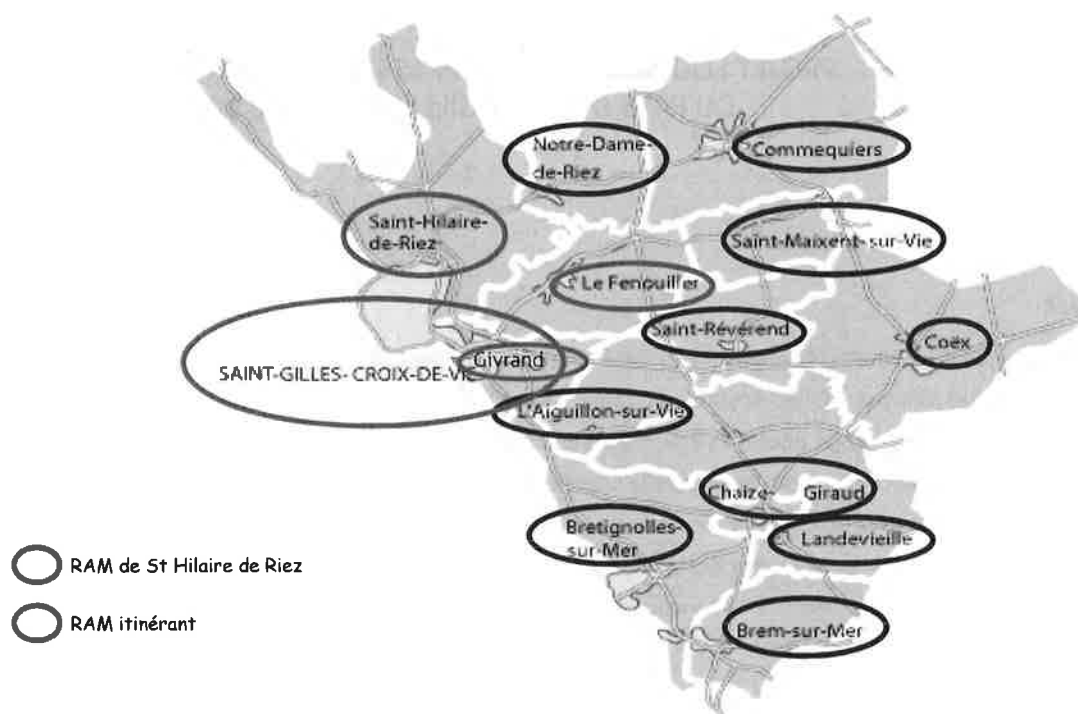 Notre-Dame-
de-Riez
Commequiers
Saint-Hilaire-
de-Riez
Saint-Maixent-sur-Vie
Le Fenouiller
Saint-Révérend
Coëx
Givrand
SAINT-GILLES-CROIX-DE-VIE
L'Aiguillon-sur-Vie
Chaize- Giraud
Bretignolles-
sur-Mer
Landevieille
Brem-sur-Mer
RAM de St Hilaire de Riez
RAM itinérant